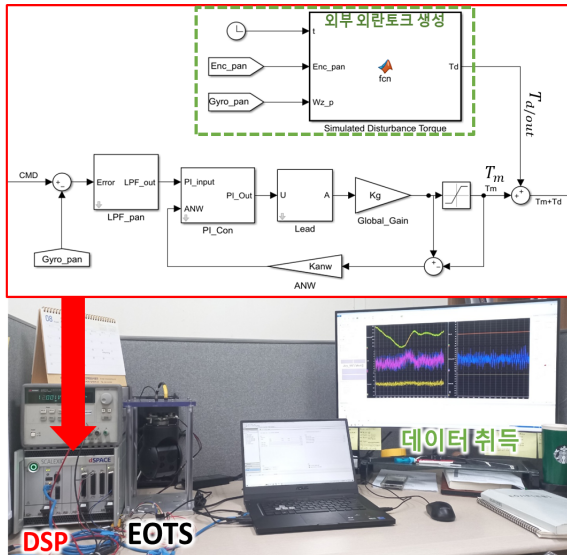 외부 외란토크 생성
t
Enc_pan
Enc_pan
fcn
Td
Gyro_pan
Wz_p
Simulated Disturbance Torque
T_{d/out}
CMD
Error
LPF_out
LPF_pan
PI_input
ANW
PI_Out
PI_Con
U
A
Lead
Kg
Global_Gain
T_m
Tm
Tm+Td
Gyro_pan
Kanw
ANW
dSPACE
데이터 취득
DSP
EOTS